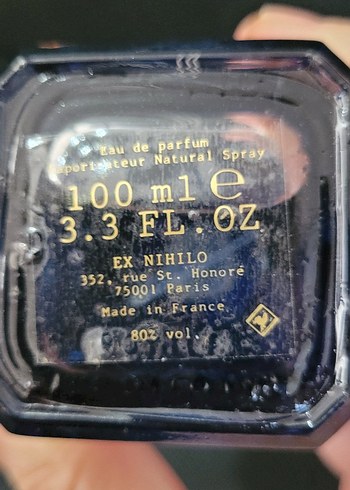 Eau de parfum
Vaporisateur Natural Spray
100 ml e
3.3 FL.OZ
EX NIHILO
352, rue St. Honoré
75001 Paris
Made in France
80% vol.